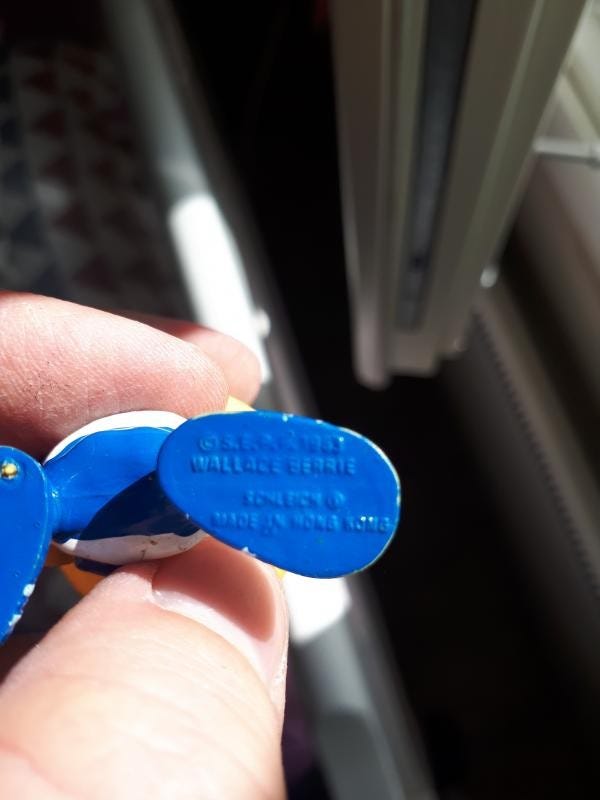 © S.E. 1983
WALLACE BERRIE
SCHLEICH ®
MADE IN HONG KONG